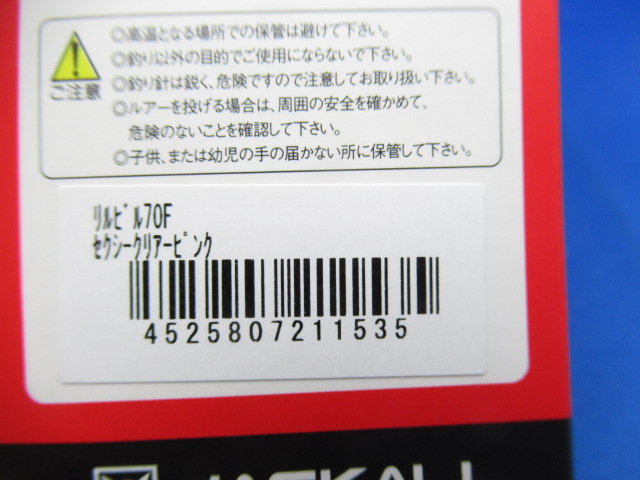 ◎高温となる場所での保管は避けて下さい。
◎釣り以外の目的でご使用にならないで下さい。
◎釣り針は鋭く、危険ですので注意してお取り扱い下さい。
◎ルアーを投げる場合は、周囲の安全を確かめて、
危険のないことを確認して下さい。
◎子供、または幼児の手の届かない所に保管して下さい。
ご注意
ﾘﾙﾋﾞﾙ70F
ｾｸｼｰｸﾘｱｰﾋﾟﾝｸ
4525807211535
JACKALL